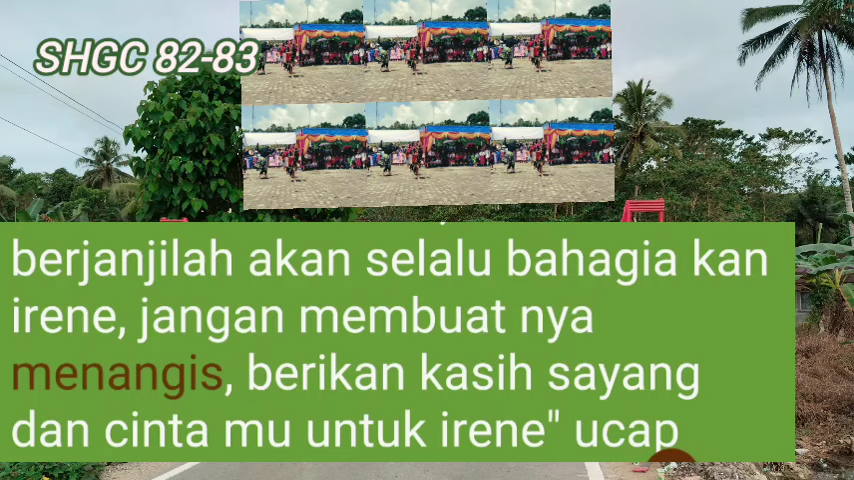 SHGC 82-83
berjanjilah akan selalu bahagia kan
irene, jangan membuat nya
menangis, berikan kasih sayang
dan cinta mu untuk irene" ucap